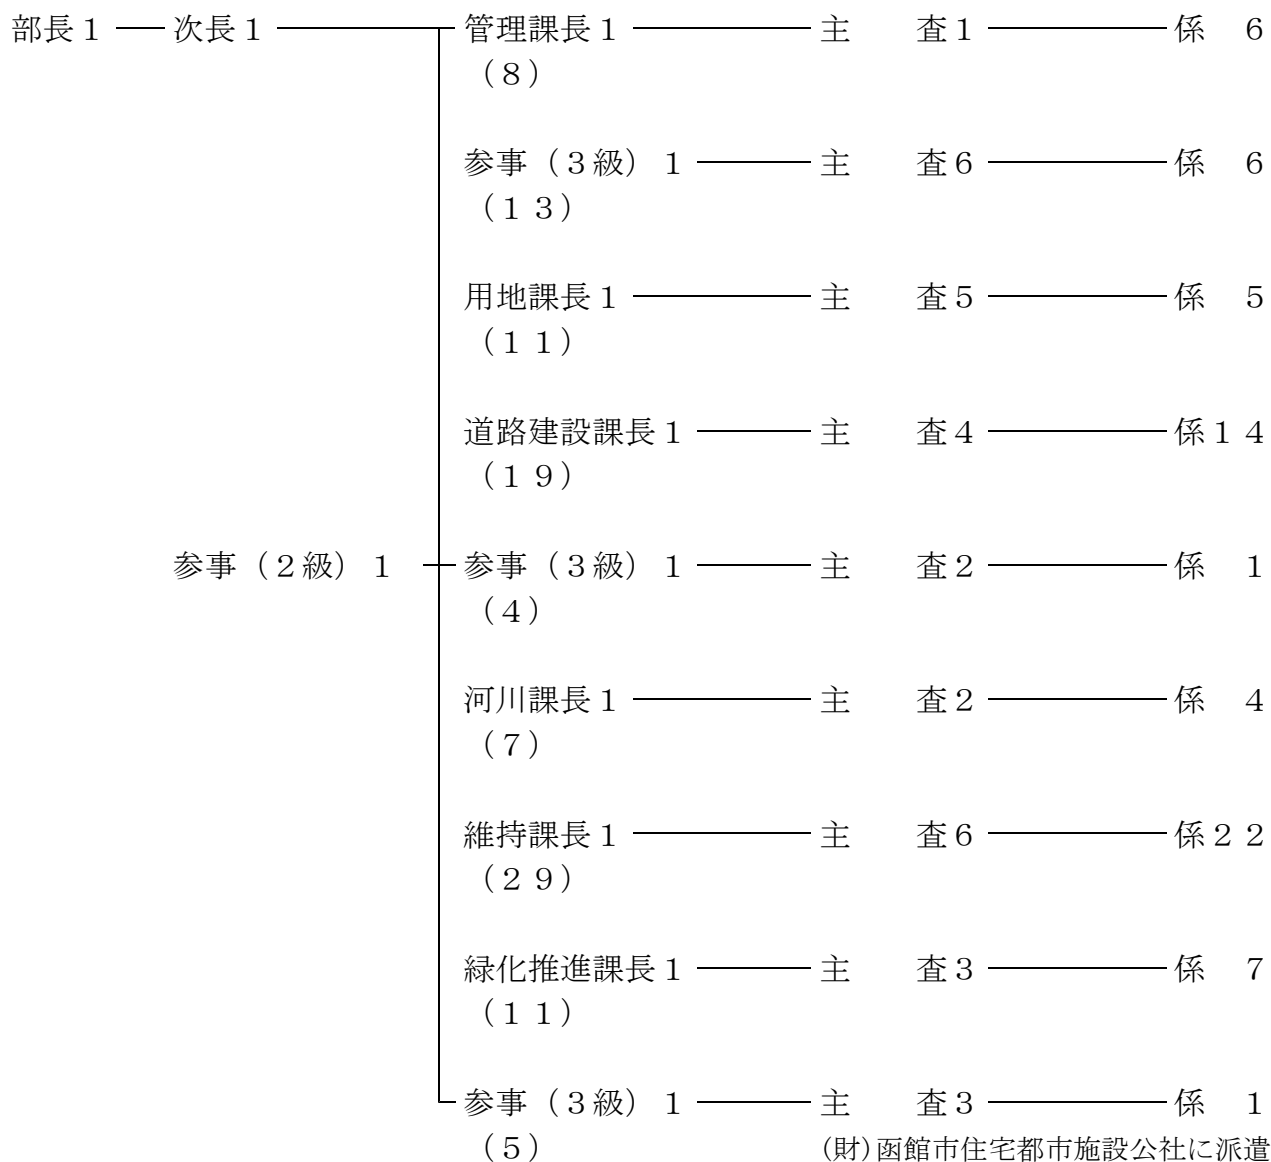 部長１ 次長１ 管理課長１ 主　　査１ 係　６
（８）
参事（３級）１ 主　　査６ 係　６
（１３）
用地課長１ 主　　査５ 係　５
（１１）
道路建設課長１ 主　　査４ 係１４
（１９）
参事（２級）１ 参事（３級）１ 主　　査２ 係　１
（４）
河川課長１ 主　　査２ 係　４
（７）
維持課長１ 主　　査６ 係２２
（２９）
緑化推進課長１ 主　　査３ 係　７
（１１）
参事（３級）１ 主　　査３ 係　１
（５） (財)函館市住宅都市施設公社に派遣